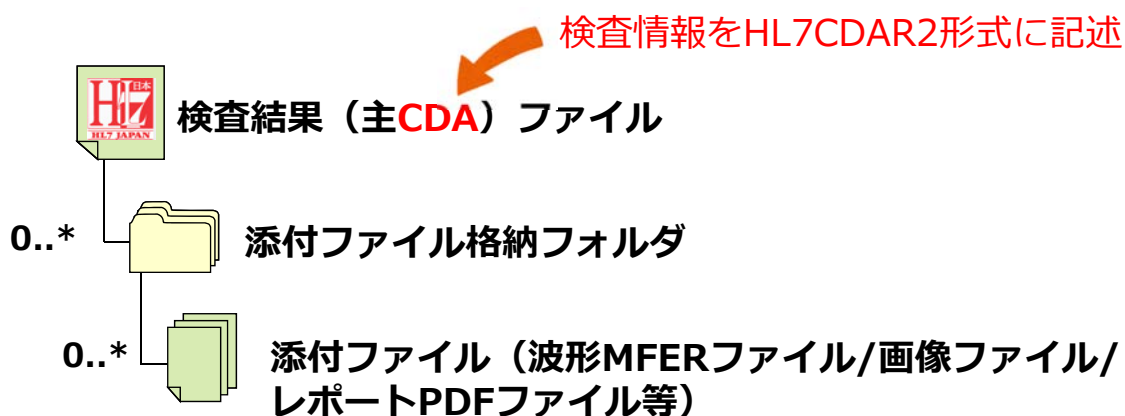 検査情報をHL7CDAR2形式に記述
HL7 日本
HL7 JAPAN
検査結果（主CDA）ファイル
0..*
添付ファイル格納フォルダ
0..*
添付ファイル（波形MFERファイル/画像ファイル/
レポートPDFファイル等）